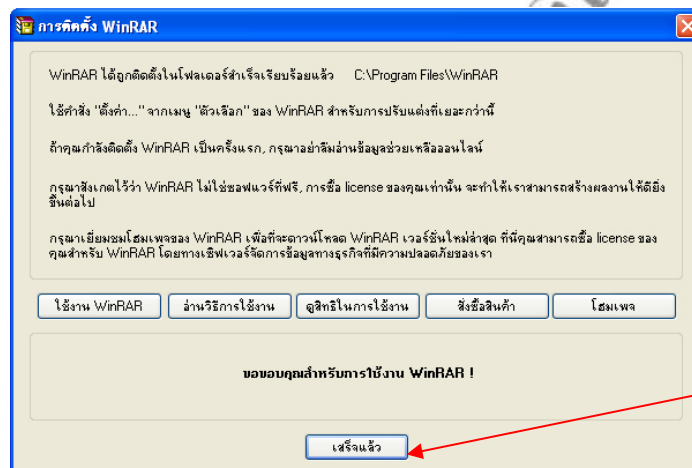 การติดตั้ง WinRAR
WinRAR ได้ถูกติดตั้งในโฟลเดอร์สำเร็จเรียบร้อยแล้ว C:\Program Files\WinRAR
ใช้คำสั่ง "ตั้งค่า..." จากเมนู "ตัวเลือก" ของ WinRAR สำหรับการปรับแต่งที่เยอะกว่านี้
ถ้าคุณกำลังติดตั้ง WinRAR เป็นครั้งแรก, กรุณาอย่าลืมอ่านข้อมูลช่วยเหลือออนไลน์
กรุณาสังเกตไว้ว่า WinRAR ไม่ใช่ซอฟแวร์ที่ฟรี, การซื้อ license ของคุณเท่านั้น จะทำให้เราสามารถสร้างผลงานให้ดียิ่ง
ขึ้นต่อไป
กรุณาเยี่ยมชมโฮมเพจของ WinRAR เพื่อที่จะดาวน์โหลด WinRAR เวอร์ชั่นใหม่ล่าสุด ที่นี่คุณสามารถซื้อ license ของ
คุณสำหรับ WinRAR โดยทางเซิฟเวอร์จัดการข้อมูลทางธุรกิจที่มีความปลอดภัยของเรา
ใช้งาน WinRAR อ่านวิธีการใช้งาน ดูสิทธิในการใช้งาน สั่งซื้อสินค้า โฮมเพจ
ขอขอบคุณสำหรับการใช้งาน WinRAR !
เสร็จแล้ว